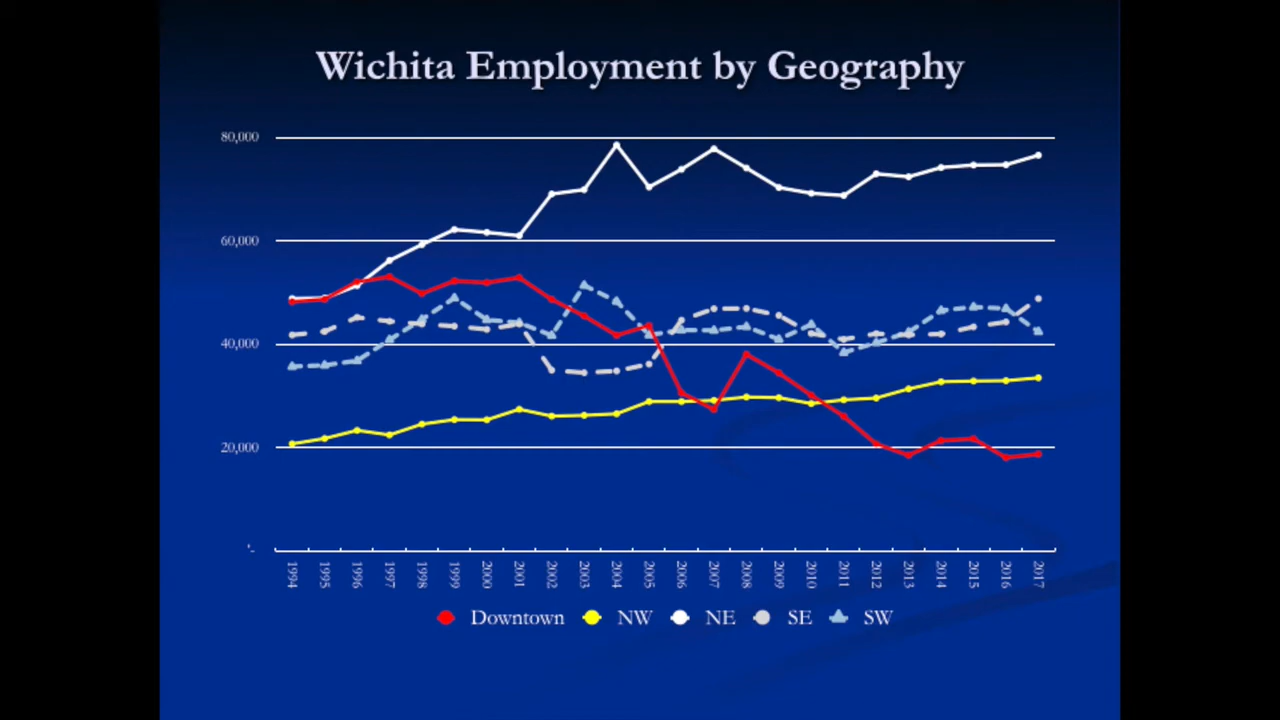 Wichita Employment by Geography
80,000
60,000
40,000
20,000
'-
1994 1995 1996 1997 1998 1999 2000 2001 2002 2003 2004 2005 2006 2007 2008 2009 2010 2011 2012 2013 2014 2015 2016 2017
Downtown NW NE SE SW